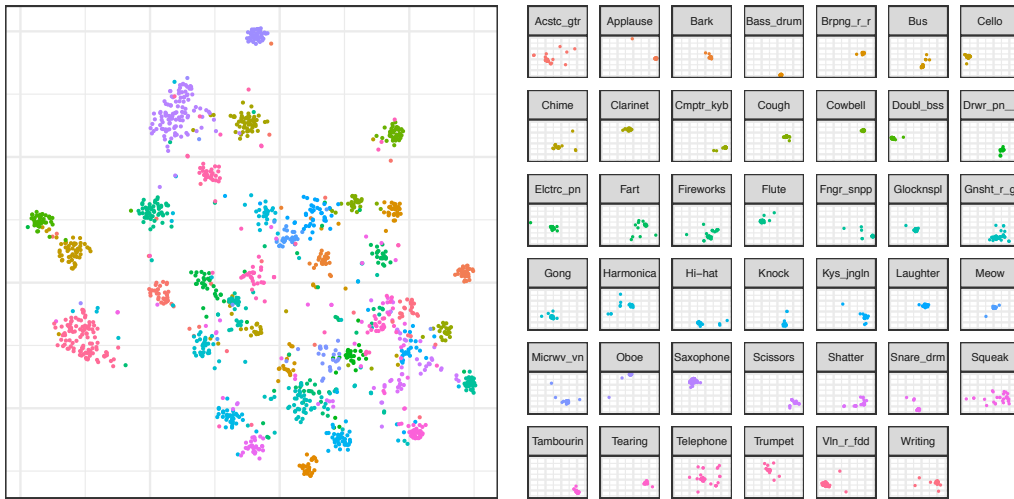 Acstc_gtr Applause Bark Bass_drum Brpng_r_r Bus Cello
Chime Clarinet Cmptr_kyb Cough Cowbell Doubl_bss Drwr_pn__
Elctrc_pn Fart Fireworks Flute Fngr_snpp Glocknspl Gnsht_r_g
Gong Harmonica Hi-hat Knock Kys_jngln Laughter Meow
Micrwv_vn Oboe Saxophone Scissors Shatter Snare_drm Squeak
Tambourin Tearing Telephone Trumpet Vln_r_fdd Writing